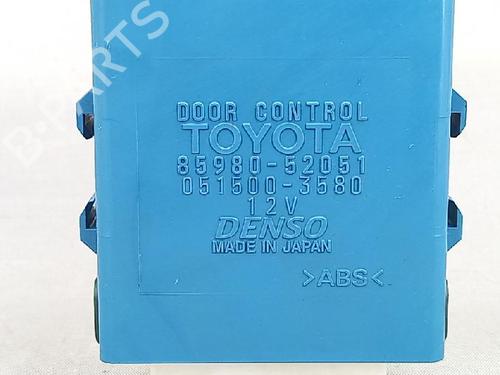 DOOR CONTROL
TOYOTA
85980-52051
051500-3580
12V
DENSO
MADE IN JAPAN
>ABS<
B-PARTS